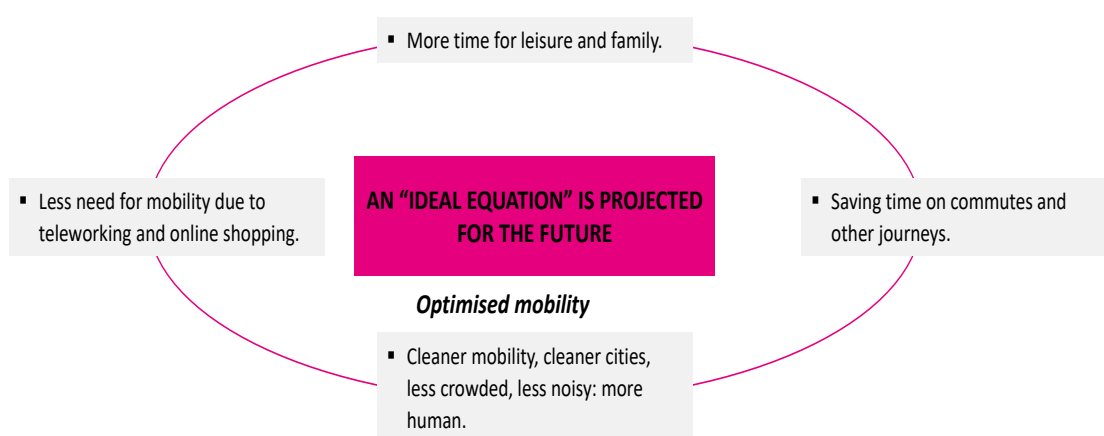 ▪ More time for leisure and family.
▪ Less need for mobility due to
teleworking and online shopping.
AN “IDEAL EQUATION” IS PROJECTED
FOR THE FUTURE
▪ Saving time on commutes and
other journeys.
Optimised mobility
▪ Cleaner mobility, cleaner cities,
less crowded, less noisy: more
human.